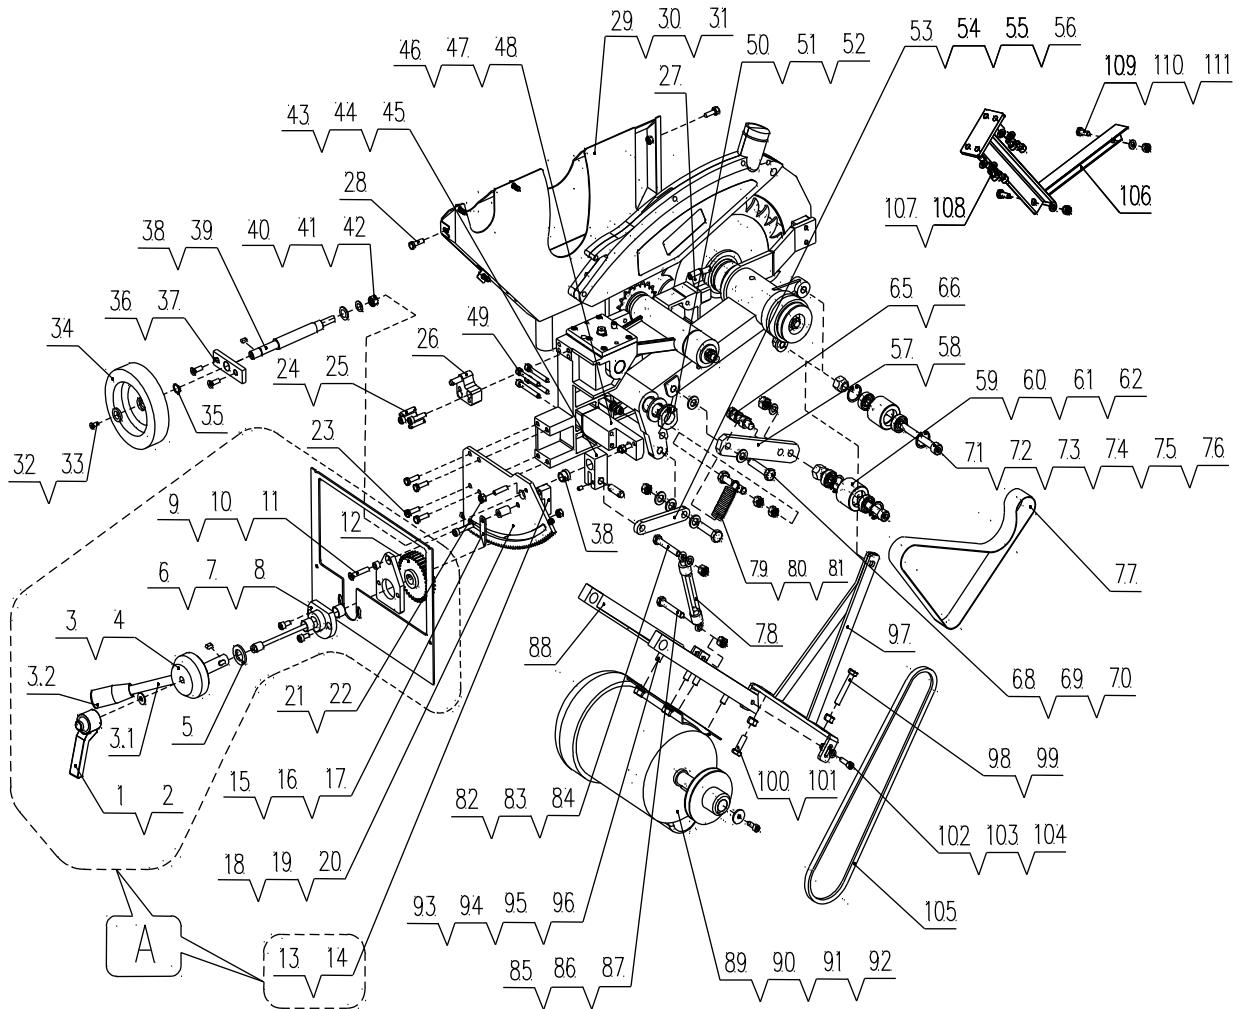 29. 30. 31
53. 54. 55. 56.
46. 47. 48.
50. 51. 52.
27.
109. 110. 111
43. 44. 45.
28.
106.
107. 108.
38. 39.
40. 41. 42.
65. 66.
36. 37.
49.
26.
34.
57. 58.
24. 25.
59. 60. 61. 62.
35.
23.
32. 33.
71. 72. 73. 74. 75. 76.
9. 10. 11
12.
38.
77.
6. 7. 8.
79. 80. 81
78.
3. 4.
88.
97.
3.2
21. 22.
68. 69. 70.
3.1
5.
98. 99.
100. 101
1 2.
15. 16. 17.
82. 83. 84.
102. 103. 104.
18. 19. 20.
93. 94. 95. 96.
105.
A
13. 14.
85. 86. 87.
89. 90. 91. 92.